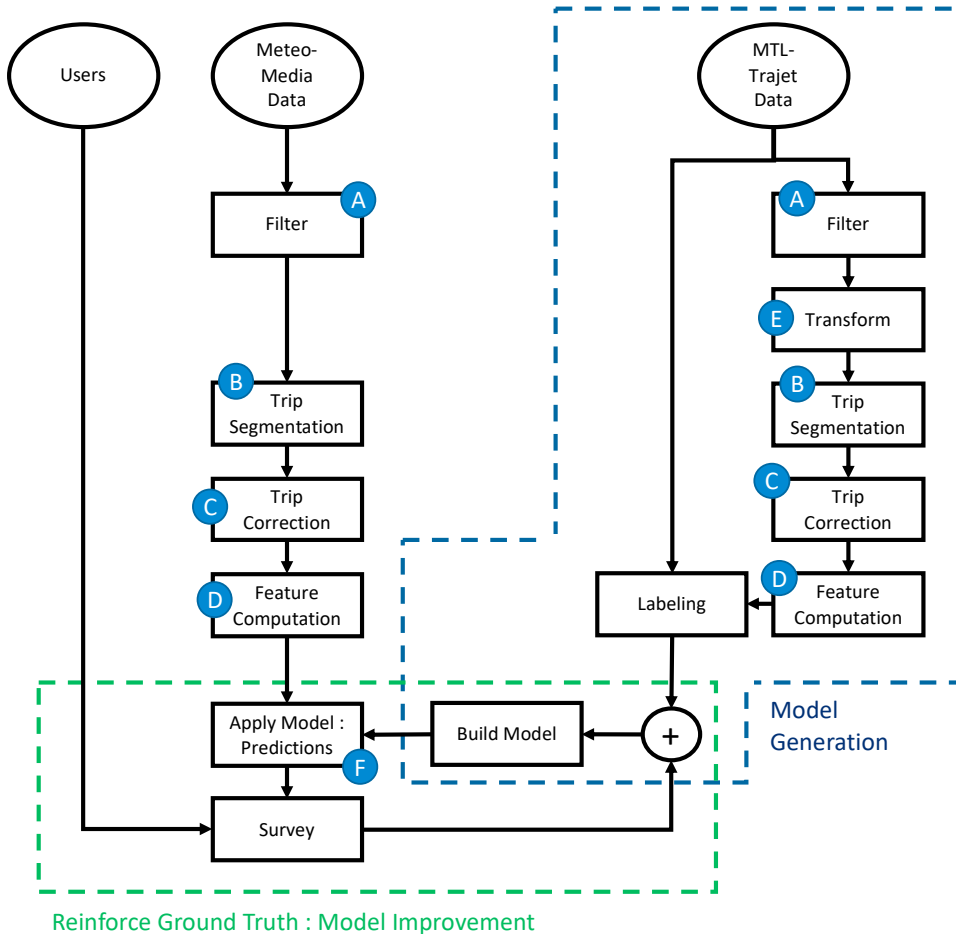 Users
Meteo-
Media
Data
MTL-
Trajet
Data
A
Filter
A
Filter
E
Transform
B
Trip
Segmentation
B
Trip
Segmentation
C
Trip
Correction
C
Trip
Correction
D
Feature
Computation
Labeling
D
Feature
Computation
Apply Model :
Predictions
F
Build Model
+
Model
Generation
Survey
Reinforce Ground Truth : Model Improvement